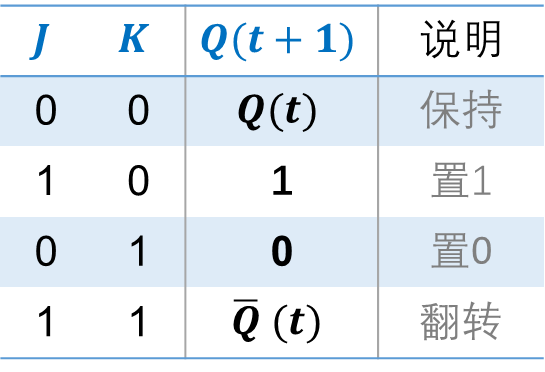 J K Q(t + 1) 说明
0 0 Q(t) 保持
1 0 1 置1
0 1 0 置0
1 1 Q̅ (t) 翻转